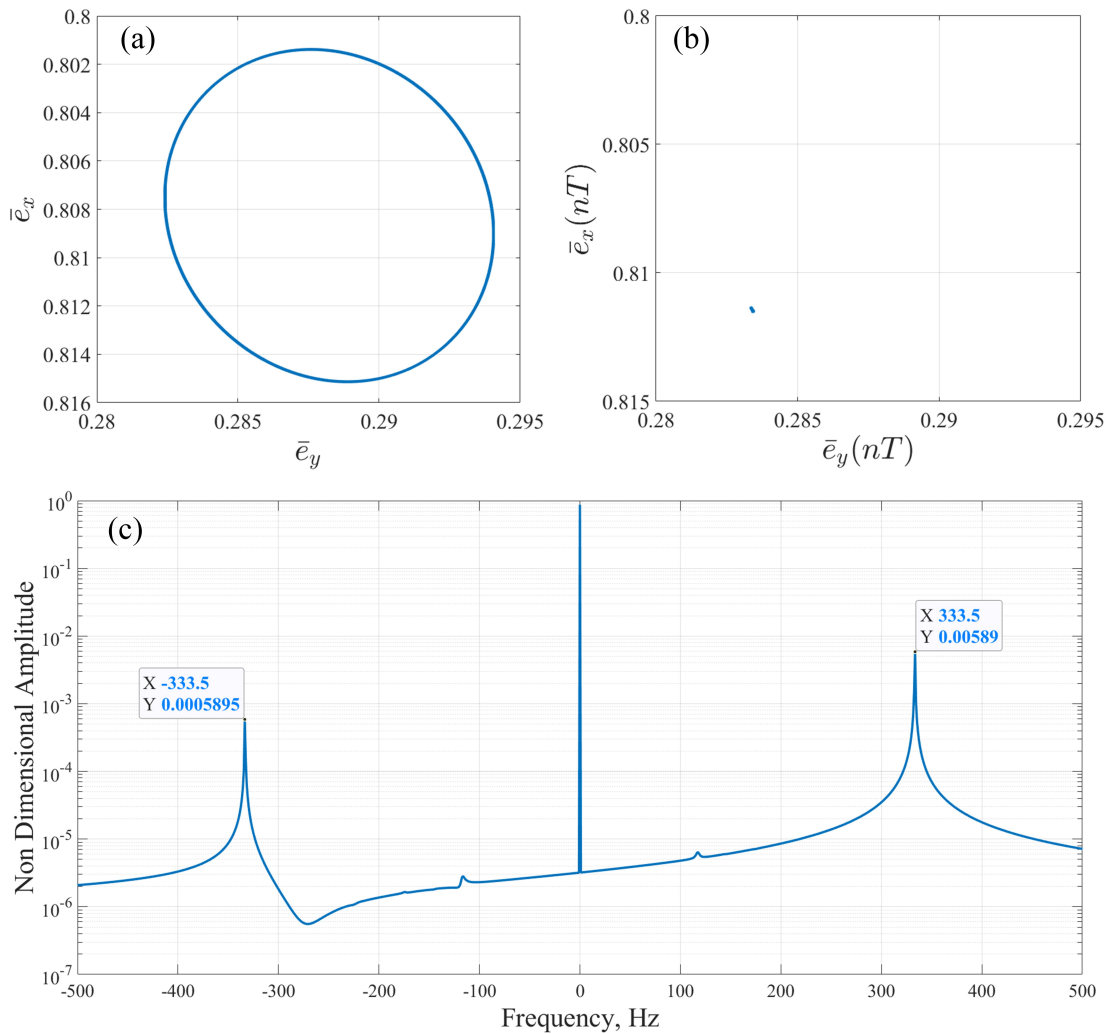 (a)
0.8
0.802
0.804
0.806
0.808
0.81
0.812
0.814
0.816
0.28 0.285 0.29 0.295
ē_x
ē_y
(b)
0.8
0.805
0.81
0.815
0.28 0.285 0.29 0.295
ē_x(nT)
ē_y(nT)
(c)
10^0
10^-1
10^-2
10^-3
10^-4
10^-5
10^-6
10^-7
Non Dimensional Amplitude
X -333.5
Y 0.0005895
X 333.5
Y 0.00589
-500 -400 -300 -200 -100 0 100 200 300 400 500
Frequency, Hz